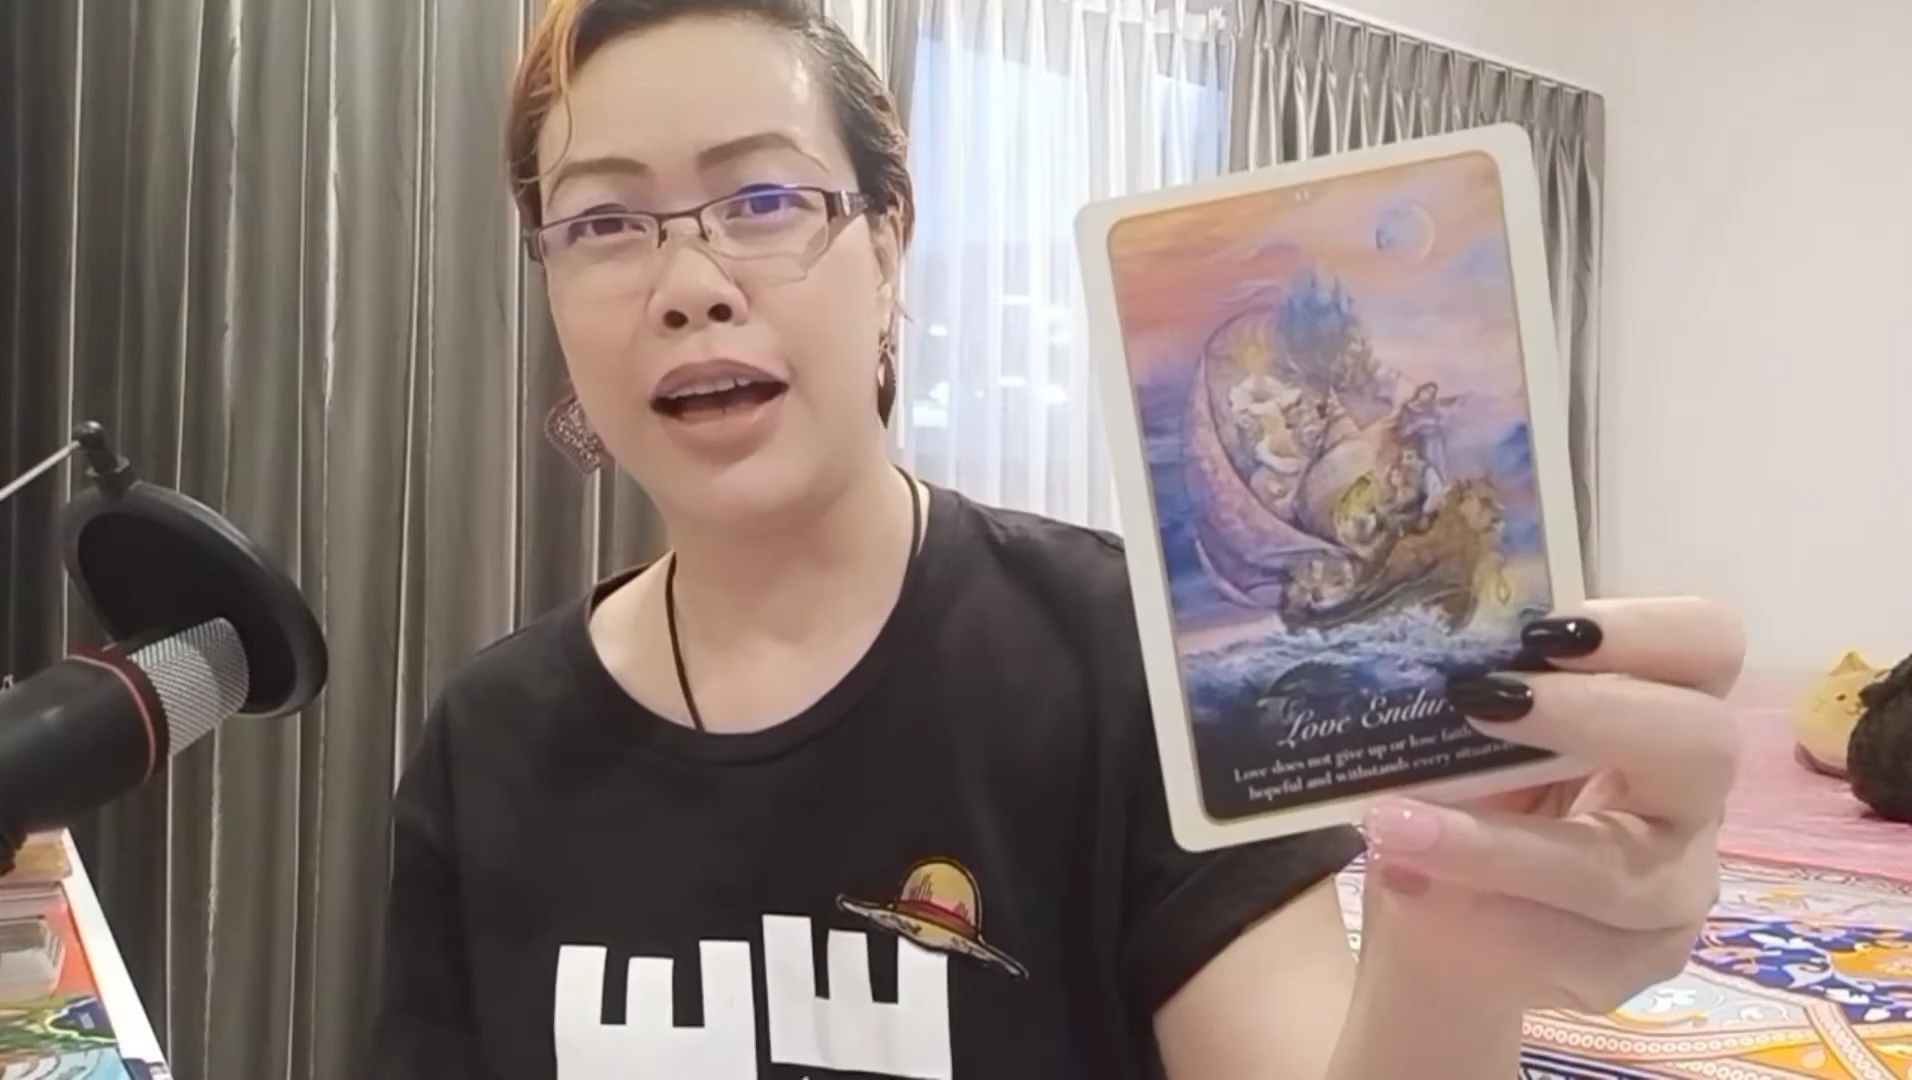 Love Endur
Love does not give up or lose faith
hopeful and withstands every situation